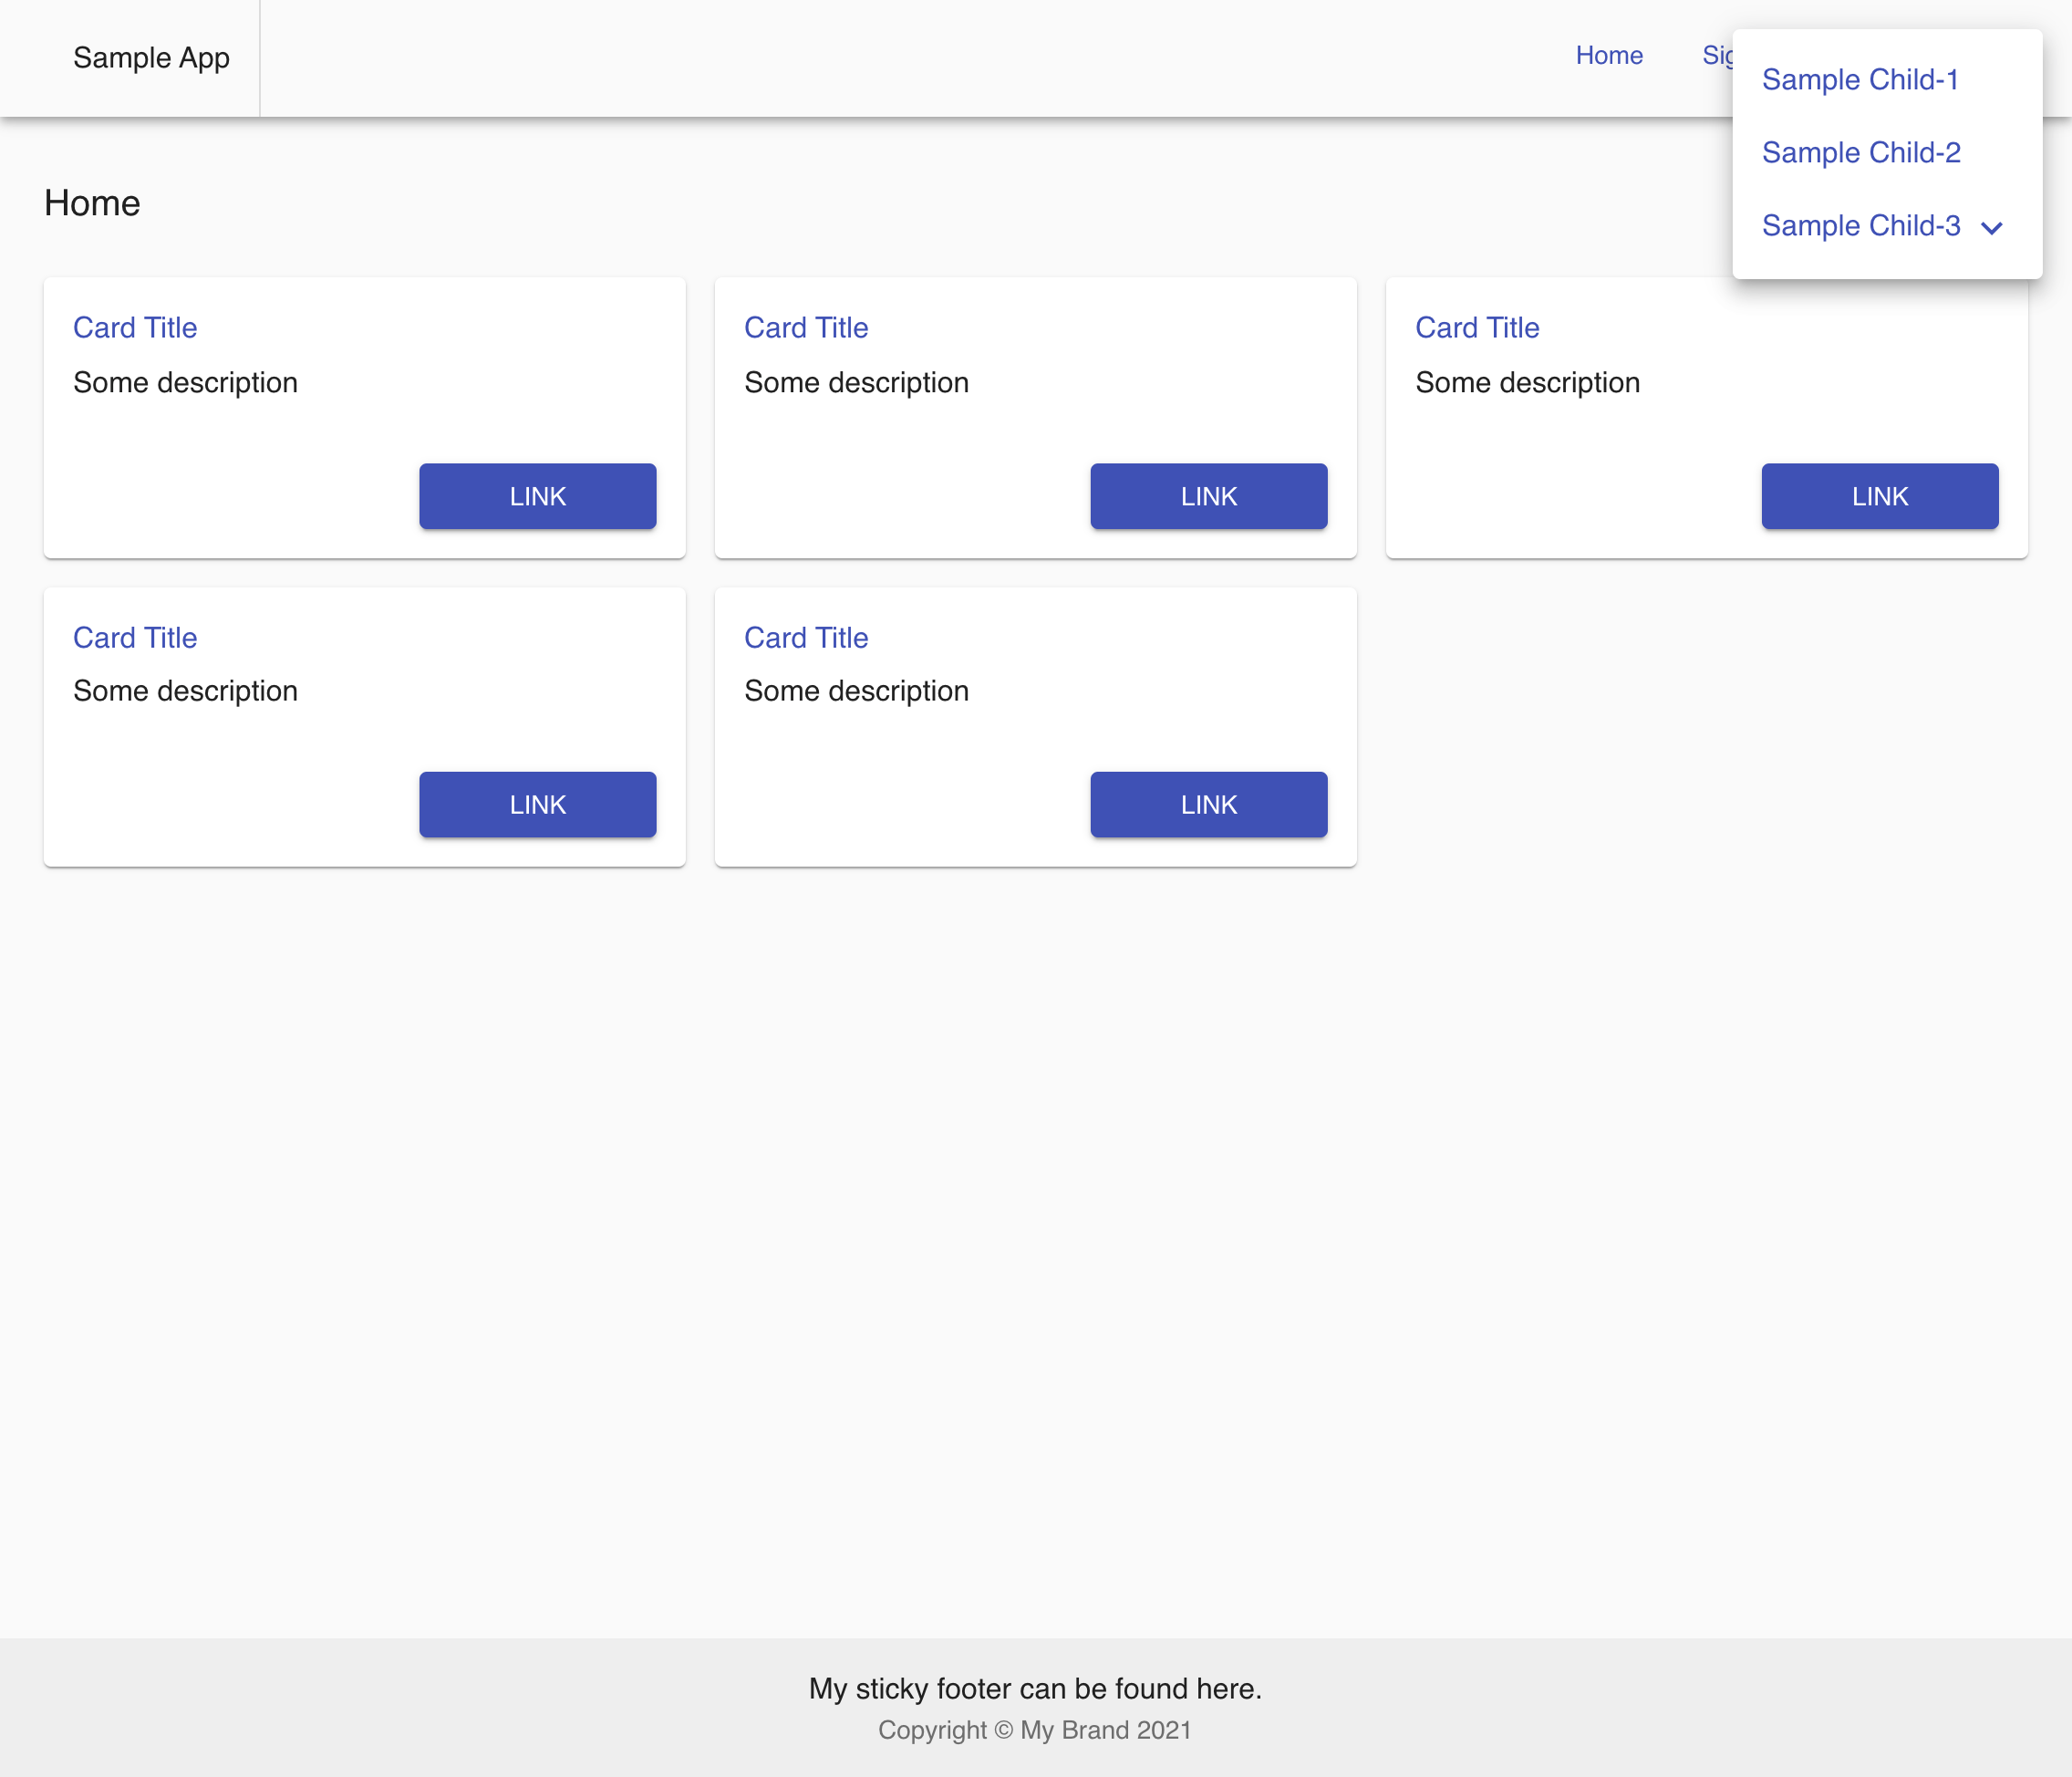 Sample App
Home
Sample Child-1
Sample Child-2
Sample Child-3
Home
Card Title
Some description
LINK
Card Title
Some description
LINK
Card Title
Some description
LINK
Card Title
Some description
LINK
Card Title
Some description
LINK
My sticky footer can be found here.
Copyright © My Brand 2021